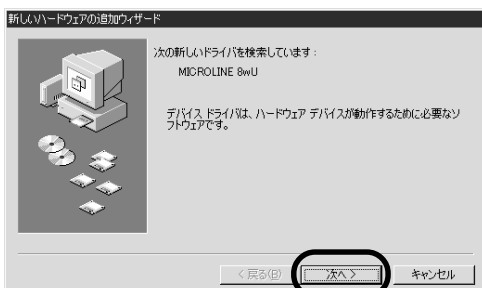 新しいハードウェアの追加ウィザード
次の新しいドライバを検索しています：
MICROLINE 8wU
デバイス ドライバは、ハードウェア デバイスが動作するために必要なソ
フトウェアです。
< 戻る(B)
次へ >
キャンセル